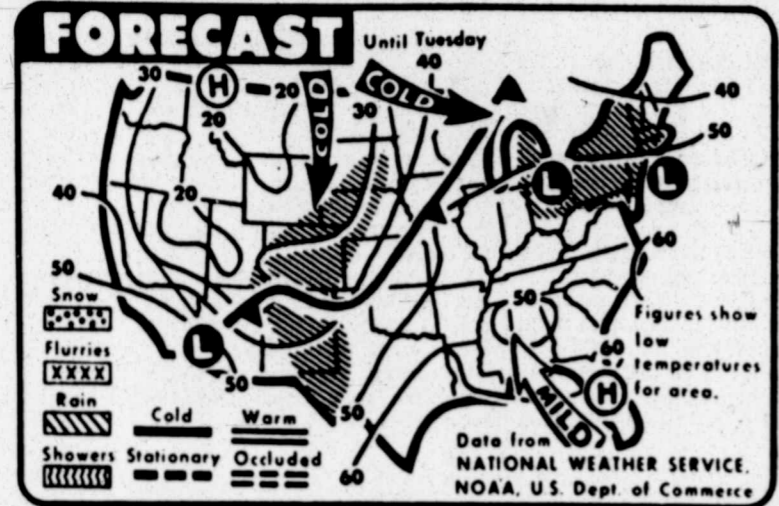 FORECAST
Until Tuesday
30 H 20 COLD COLD 40
20 30 40
50
40 20 L L
60
50
Snow
50 Figures show
Flurries L low
60 temperatures
50 H for area.
Rain
Cold Warm 50 MILD
Showers Stationary Occluded 60
Data from
NATIONAL WEATHER SERVICE,
NOAA, U.S. Dept. of Commerce